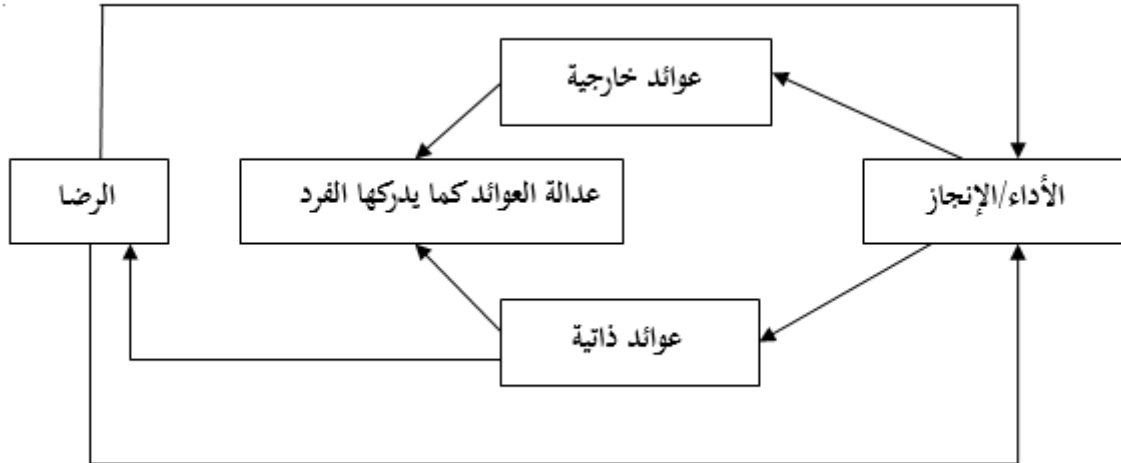 عوائد خارجية
الأداء/الإنجاز
عدالة العوائد كما يدركها الفرد
الرضا
عوائد ذاتية